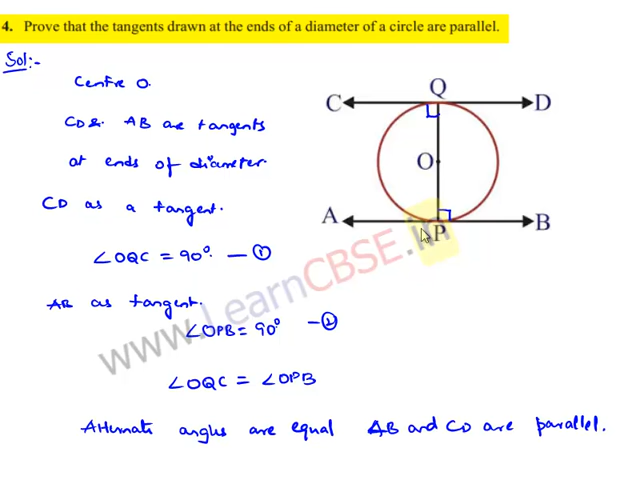 4. Prove that the tangents drawn at the ends of a diameter of a circle are parallel.
Sol:-
Centre O.
CD & AB are tangents
at ends of diameter.
CD as a tangent.
∠OQC = 90° — ①
AB as tangent.
∠OPB = 90° — ②
∠OQC = ∠OPB
Alternate angles are equal AB and CD are parallel.
Q
C D
O
A B
P
www.LearnCBSE.in